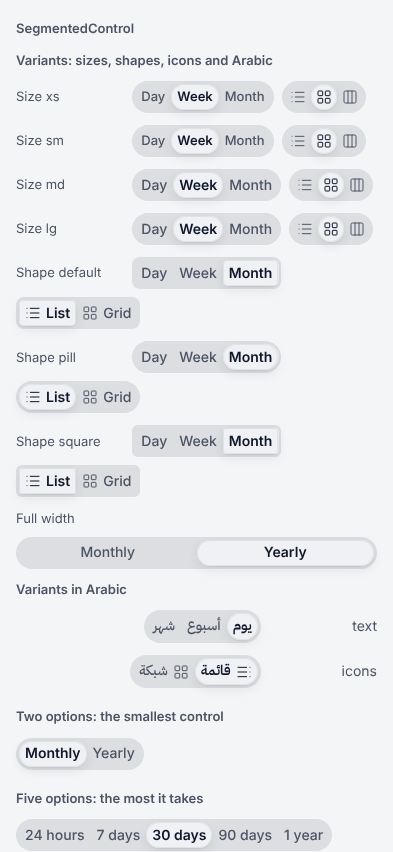 SegmentedControl
Variants: sizes, shapes, icons and Arabic
Size xs Day Week Month
Size sm Day Week Month
Size md Day Week Month
Size lg Day Week Month
Shape default Day Week Month
List Grid
Shape pill Day Week Month
List Grid
Shape square Day Week Month
List Grid
Full width
Monthly Yearly
Variants in Arabic
text يوم أسبوع شهر
icons قائمة شبكة
Two options: the smallest control
Monthly Yearly
Five options: the most it takes
24 hours 7 days 30 days 90 days 1 year